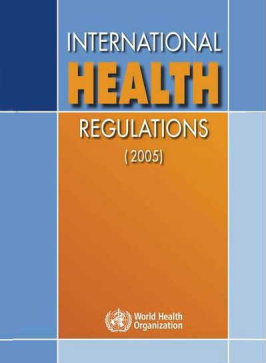 INTERNATIONAL
HEALTH
REGULATIONS
(2005)
World Health
Organization